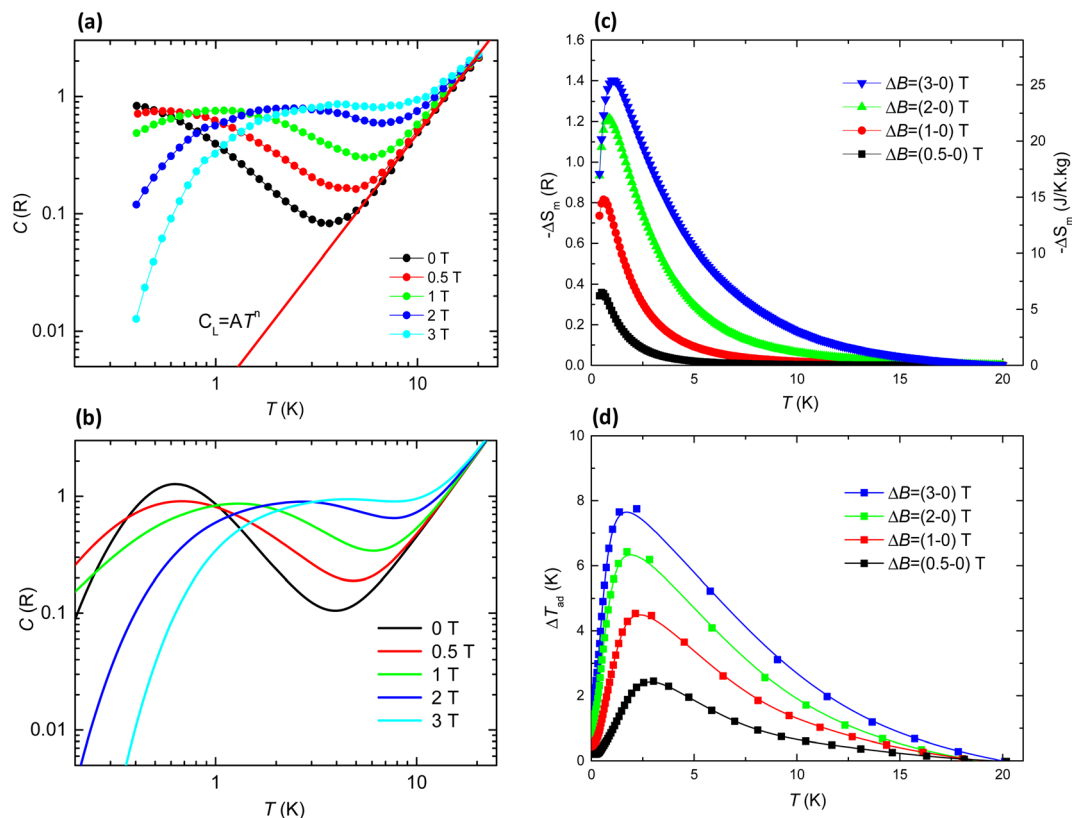 (a)
C (R)
1
0.1
0.01
0 T
0.5 T
1 T
2 T
3 T
C_L=AT^n
1
10
T (K)
(b)
C (R)
1
0.1
0.01
0 T
0.5 T
1 T
2 T
3 T
1
10
T (K)
(c)
-ΔS_m (R)
1.6
1.4
1.2
1.0
0.8
0.6
0.4
0.2
0.0
ΔB=(3-0) T
ΔB=(2-0) T
ΔB=(1-0) T
ΔB=(0.5-0) T
25
20
15
10
5
0
-ΔS_m (J/K.kg)
0
5
10
15
20
T (K)
(d)
ΔT_ad (K)
10
8
6
4
2
0
ΔB=(3-0) T
ΔB=(2-0) T
ΔB=(1-0) T
ΔB=(0.5-0) T
0
5
10
15
20
T (K)